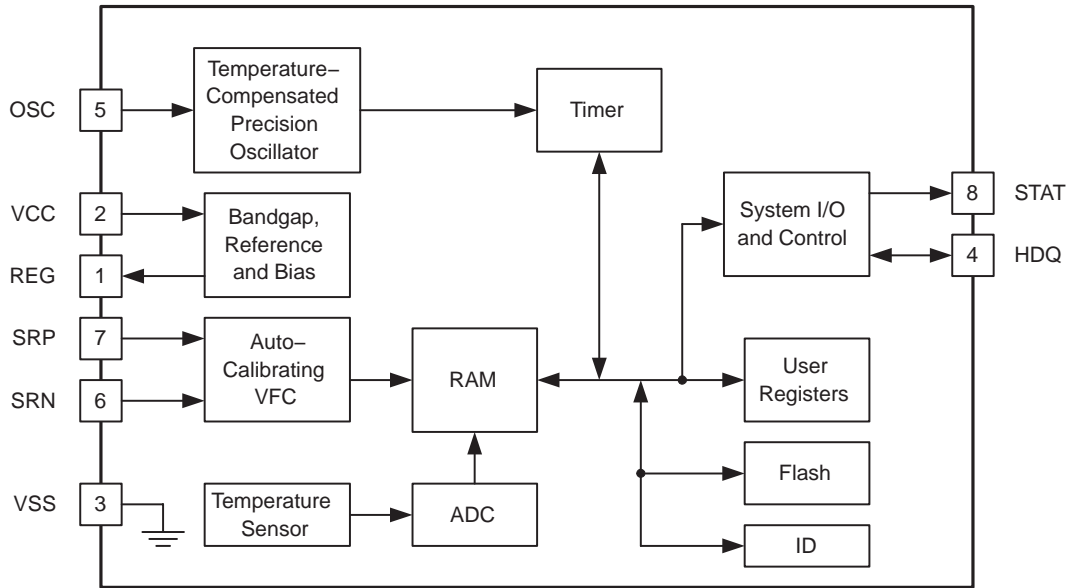 OSC
5
Temperature–
Compensated
Precision
Oscillator
Timer
VCC
2
Bandgap,
Reference
and Bias
REG
1
System I/O
and Control
8
STAT
4
HDQ
SRP
7
Auto–
Calibrating
VFC
SRN
6
RAM
User
Registers
Flash
VSS
3
Temperature
Sensor
ADC
ID